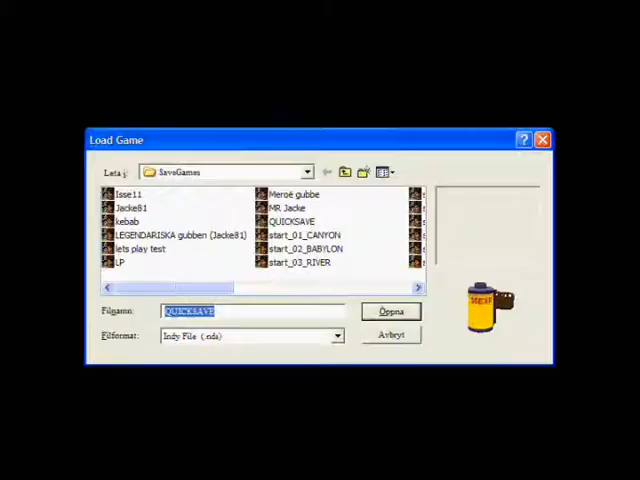 Load Game
Leta i:
SaveGames
Isse11
Jacke81
kebab
LEGENDARISKA gubben (Jacke81)
lets play test
LP
Meroë gubbe
MR Jacke
QUICKSAVE
start_01_CANYON
start_02_BABYLON
start_03_RIVER
Filnamn:
QUICKSAVE
Öppna
Filformat:
Indy File (.nds)
Avbryt